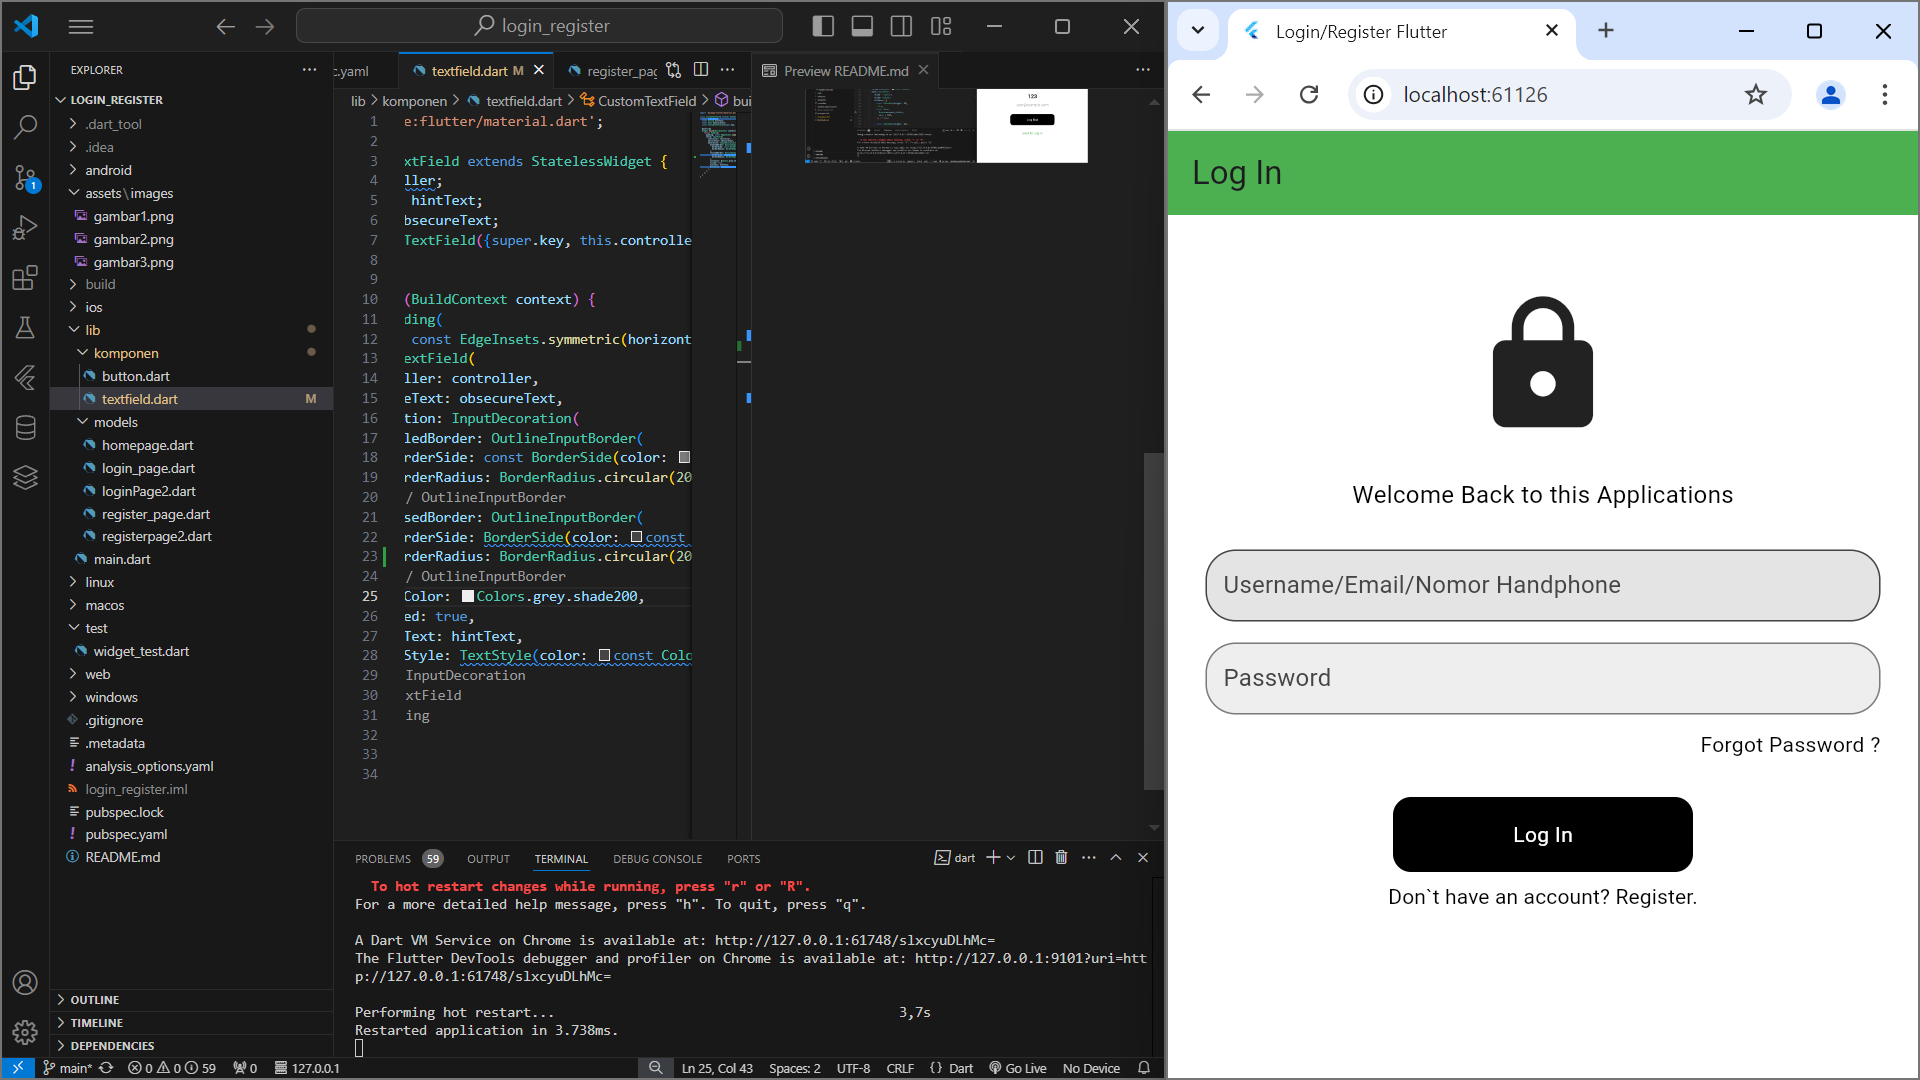 login_register
EXPLORER
LOGIN_REGISTER
.dart_tool
.idea
android
assets\images
gambar1.png
gambar2.png
gambar3.png
build
ios
lib
komponen
button.dart
textfield.dart M
models
homepage.dart
login_page.dart
loginPage2.dart
register_page.dart
registerpage2.dart
main.dart
linux
macos
test
widget_test.dart
web
windows
.gitignore
.metadata
analysis_options.yaml
login_register.iml
pubspec.lock
pubspec.yaml
README.md
OUTLINE
TIMELINE
DEPENDENCIES
c.yaml textfield.dart M register_pag
lib > komponen > textfield.dart > CustomTextField > bui
1 e:flutter/material.dart';
2
3 xtField extends StatelessWidget {
4 ller;
5 hintText;
6 bsecureText;
7 TextField({super.key, this.controlle
8
9
10 (BuildContext context) {
11 ding(
12 const EdgeInsets.symmetric(horizont
13 extField(
14 ller: controller,
15 eText: obsecureText,
16 tion: InputDecoration(
17 ledBorder: OutlineInputBorder(
18 rderSide: const BorderSide(color:
19 rderRadius: BorderRadius.circular(20
20 / OutlineInputBorder
21 sedBorder: OutlineInputBorder(
22 rderSide: BorderSide(color: const
23 rderRadius: BorderRadius.circular(20
24 / OutlineInputBorder
25 Color: Colors.grey.shade200,
26 ed: true,
27 Text: hintText,
28 Style: TextStyle(color: const Colo
29 InputDecoration
30 xtField
31 ing
32
33
34
Preview README.md
123
PROBLEMS 59 OUTPUT TERMINAL DEBUG CONSOLE PORTS dart
To hot restart changes while running, press "r" or "R".
For a more detailed help message, press "h". To quit, press "q".
A Dart VM Service on Chrome is available at: http://127.0.0.1:61748/slxcyuDLhMc=
The Flutter DevTools debugger and profiler on Chrome is available at: http://127.0.0.1:9101?uri=htt
p://127.0.0.1:61748/slxcyuDLhMc=
Performing hot restart... 3,7s
Restarted application in 3.738ms.
1
main* 0 0 59 0 127.0.0.1 Ln 25, Col 43 Spaces: 2 UTF-8 CRLF {} Dart Go Live No Device
Login/Register Flutter
localhost:61126
Log In
Welcome Back to this Applications
Username/Email/Nomor Handphone
Password
Forgot Password ?
Log In
Don`t have an account? Register.